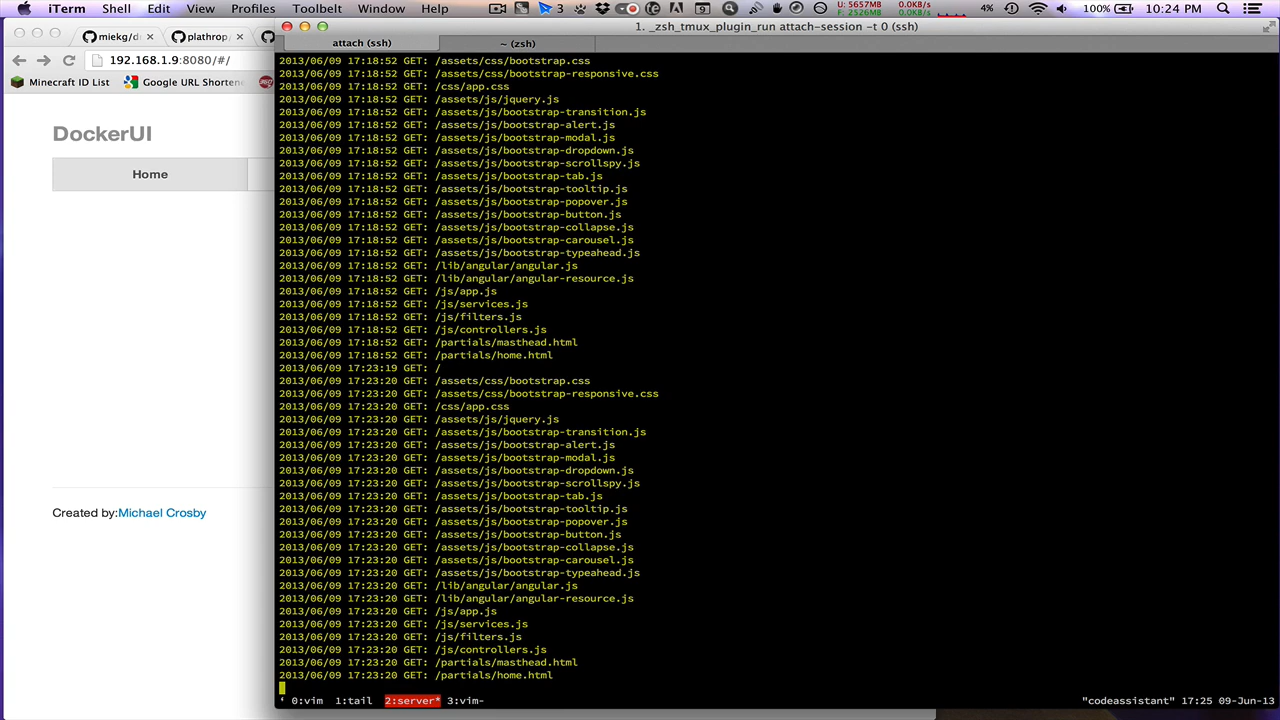 iTerm Shell Edit View Profiles Toolbelt Window Help 3 9 U: 5657MB F: 2526MB 0.0KB/s 0.0KB/s 4% 100% 10:24 PM
miekg/d plathrop/
192.168.1.9:8080/#/
Minecraft ID List Google URL Shortene
DockerUI
Home
Created by:Michael Crosby
1. _zsh_tmux_plugin_run attach-session -t 0 (ssh)
attach (ssh) ~ (zsh)
2013/06/09 17:18:52 GET: /assets/css/bootstrap.css
2013/06/09 17:18:52 GET: /assets/css/bootstrap-responsive.css
2013/06/09 17:18:52 GET: /css/app.css
2013/06/09 17:18:52 GET: /assets/js/jquery.js
2013/06/09 17:18:52 GET: /assets/js/bootstrap-transition.js
2013/06/09 17:18:52 GET: /assets/js/bootstrap-alert.js
2013/06/09 17:18:52 GET: /assets/js/bootstrap-modal.js
2013/06/09 17:18:52 GET: /assets/js/bootstrap-dropdown.js
2013/06/09 17:18:52 GET: /assets/js/bootstrap-scrollspy.js
2013/06/09 17:18:52 GET: /assets/js/bootstrap-tab.js
2013/06/09 17:18:52 GET: /assets/js/bootstrap-tooltip.js
2013/06/09 17:18:52 GET: /assets/js/bootstrap-popover.js
2013/06/09 17:18:52 GET: /assets/js/bootstrap-button.js
2013/06/09 17:18:52 GET: /assets/js/bootstrap-collapse.js
2013/06/09 17:18:52 GET: /assets/js/bootstrap-carousel.js
2013/06/09 17:18:52 GET: /assets/js/bootstrap-typeahead.js
2013/06/09 17:18:52 GET: /lib/angular/angular.js
2013/06/09 17:18:52 GET: /lib/angular/angular-resource.js
2013/06/09 17:18:52 GET: /js/app.js
2013/06/09 17:18:52 GET: /js/services.js
2013/06/09 17:18:52 GET: /js/filters.js
2013/06/09 17:18:52 GET: /js/controllers.js
2013/06/09 17:18:52 GET: /partials/masthead.html
2013/06/09 17:18:52 GET: /partials/home.html
2013/06/09 17:23:19 GET: /
2013/06/09 17:23:20 GET: /assets/css/bootstrap.css
2013/06/09 17:23:20 GET: /assets/css/bootstrap-responsive.css
2013/06/09 17:23:20 GET: /css/app.css
2013/06/09 17:23:20 GET: /assets/js/jquery.js
2013/06/09 17:23:20 GET: /assets/js/bootstrap-transition.js
2013/06/09 17:23:20 GET: /assets/js/bootstrap-alert.js
2013/06/09 17:23:20 GET: /assets/js/bootstrap-modal.js
2013/06/09 17:23:20 GET: /assets/js/bootstrap-dropdown.js
2013/06/09 17:23:20 GET: /assets/js/bootstrap-scrollspy.js
2013/06/09 17:23:20 GET: /assets/js/bootstrap-tab.js
2013/06/09 17:23:20 GET: /assets/js/bootstrap-tooltip.js
2013/06/09 17:23:20 GET: /assets/js/bootstrap-popover.js
2013/06/09 17:23:20 GET: /assets/js/bootstrap-button.js
2013/06/09 17:23:20 GET: /assets/js/bootstrap-collapse.js
2013/06/09 17:23:20 GET: /assets/js/bootstrap-carousel.js
2013/06/09 17:23:20 GET: /assets/js/bootstrap-typeahead.js
2013/06/09 17:23:20 GET: /lib/angular/angular.js
2013/06/09 17:23:20 GET: /lib/angular/angular-resource.js
2013/06/09 17:23:20 GET: /js/app.js
2013/06/09 17:23:20 GET: /js/services.js
2013/06/09 17:23:20 GET: /js/filters.js
2013/06/09 17:23:20 GET: /js/controllers.js
2013/06/09 17:23:20 GET: /partials/masthead.html
2013/06/09 17:23:20 GET: /partials/home.html
0:vim 1:tail 2:server* 3:vim- "codeassistant" 17:25 09-Jun-13